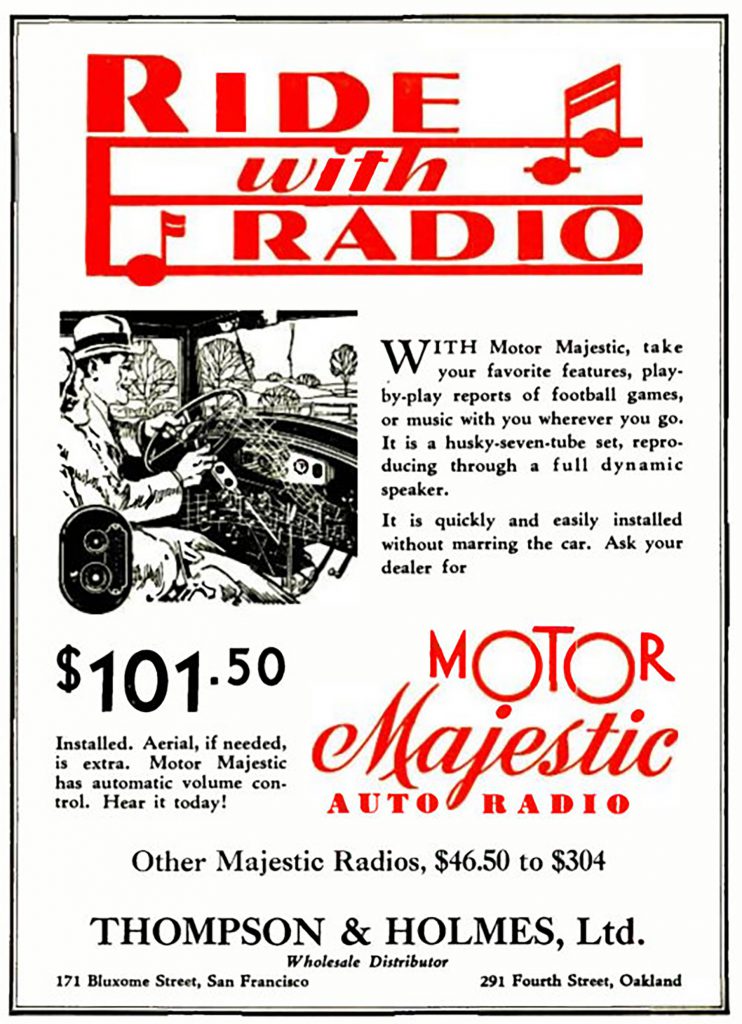 RIDE
with
RADIO
WITH Motor Majestic, take
your favorite features, play-
by-play reports of football games,
or music with you wherever you go.
It is a husky-seven-tube set, repro-
ducing through a full dynamic
speaker.
It is quickly and easily installed
without marring the car. Ask your
dealer for
$101.50
MOTOR
Majestic
AUTO RADIO
Installed. Aerial, if needed,
is extra. Motor Majestic
has automatic volume con-
trol. Hear it today!
Other Majestic Radios, $46.50 to $304
THOMPSON & HOLMES, Ltd.
Wholesale Distributor
171 Bluxome Street, San Francisco
291 Fourth Street, Oakland